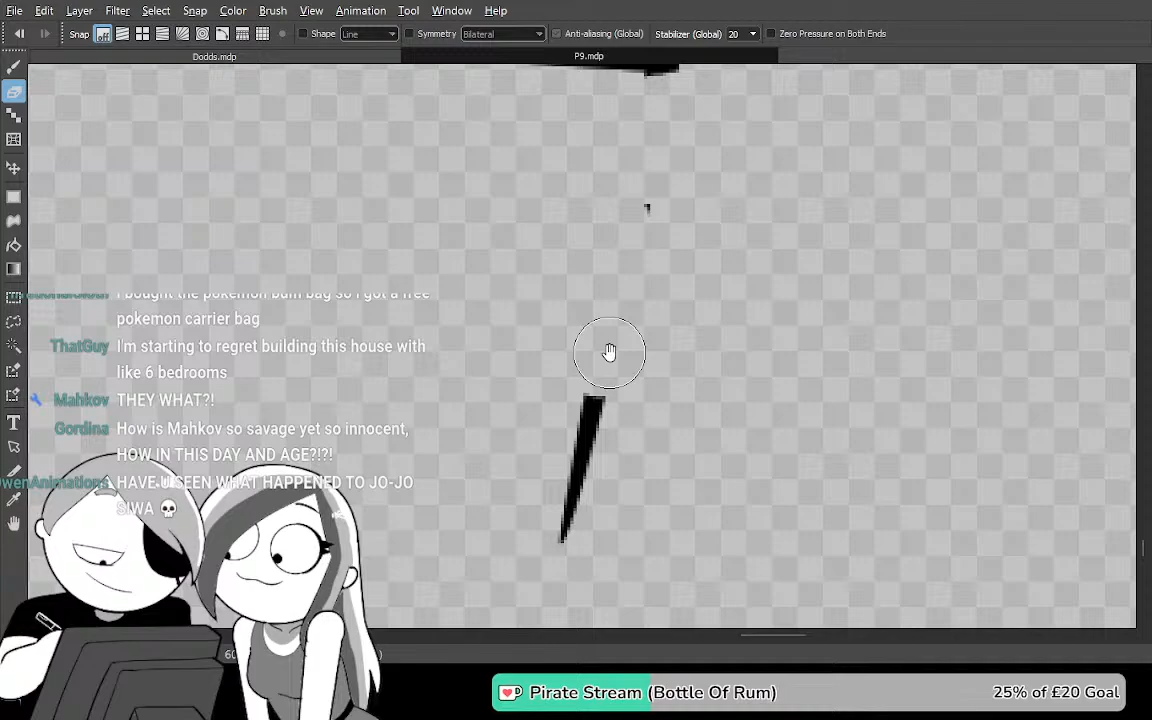 File Edit Layer Filter Select Snap Color Brush View Animation Tool Window Help
Snap off Shape Line Symmetry Bilateral Anti-aliasing (Global) Stabilizer (Global) 20 Zero Pressure on Both Ends
Dodds.mdp P9.mdp
I bought the pokemon bum bag so I got a free
pokemon carrier bag
ThatGuy I'm starting to regret building this house with
like 6 bedrooms
Mahkov THEY WHAT?!
Gordina How is Mahkov so savage yet so innocent,
HOW IN THIS DAY AND AGE?!?!
wenAnimations HAVE U SEEN WHAT HAPPENED TO JO-JO
SIWA 💀
Pirate Stream (Bottle Of Rum) 25% of £20 Goal